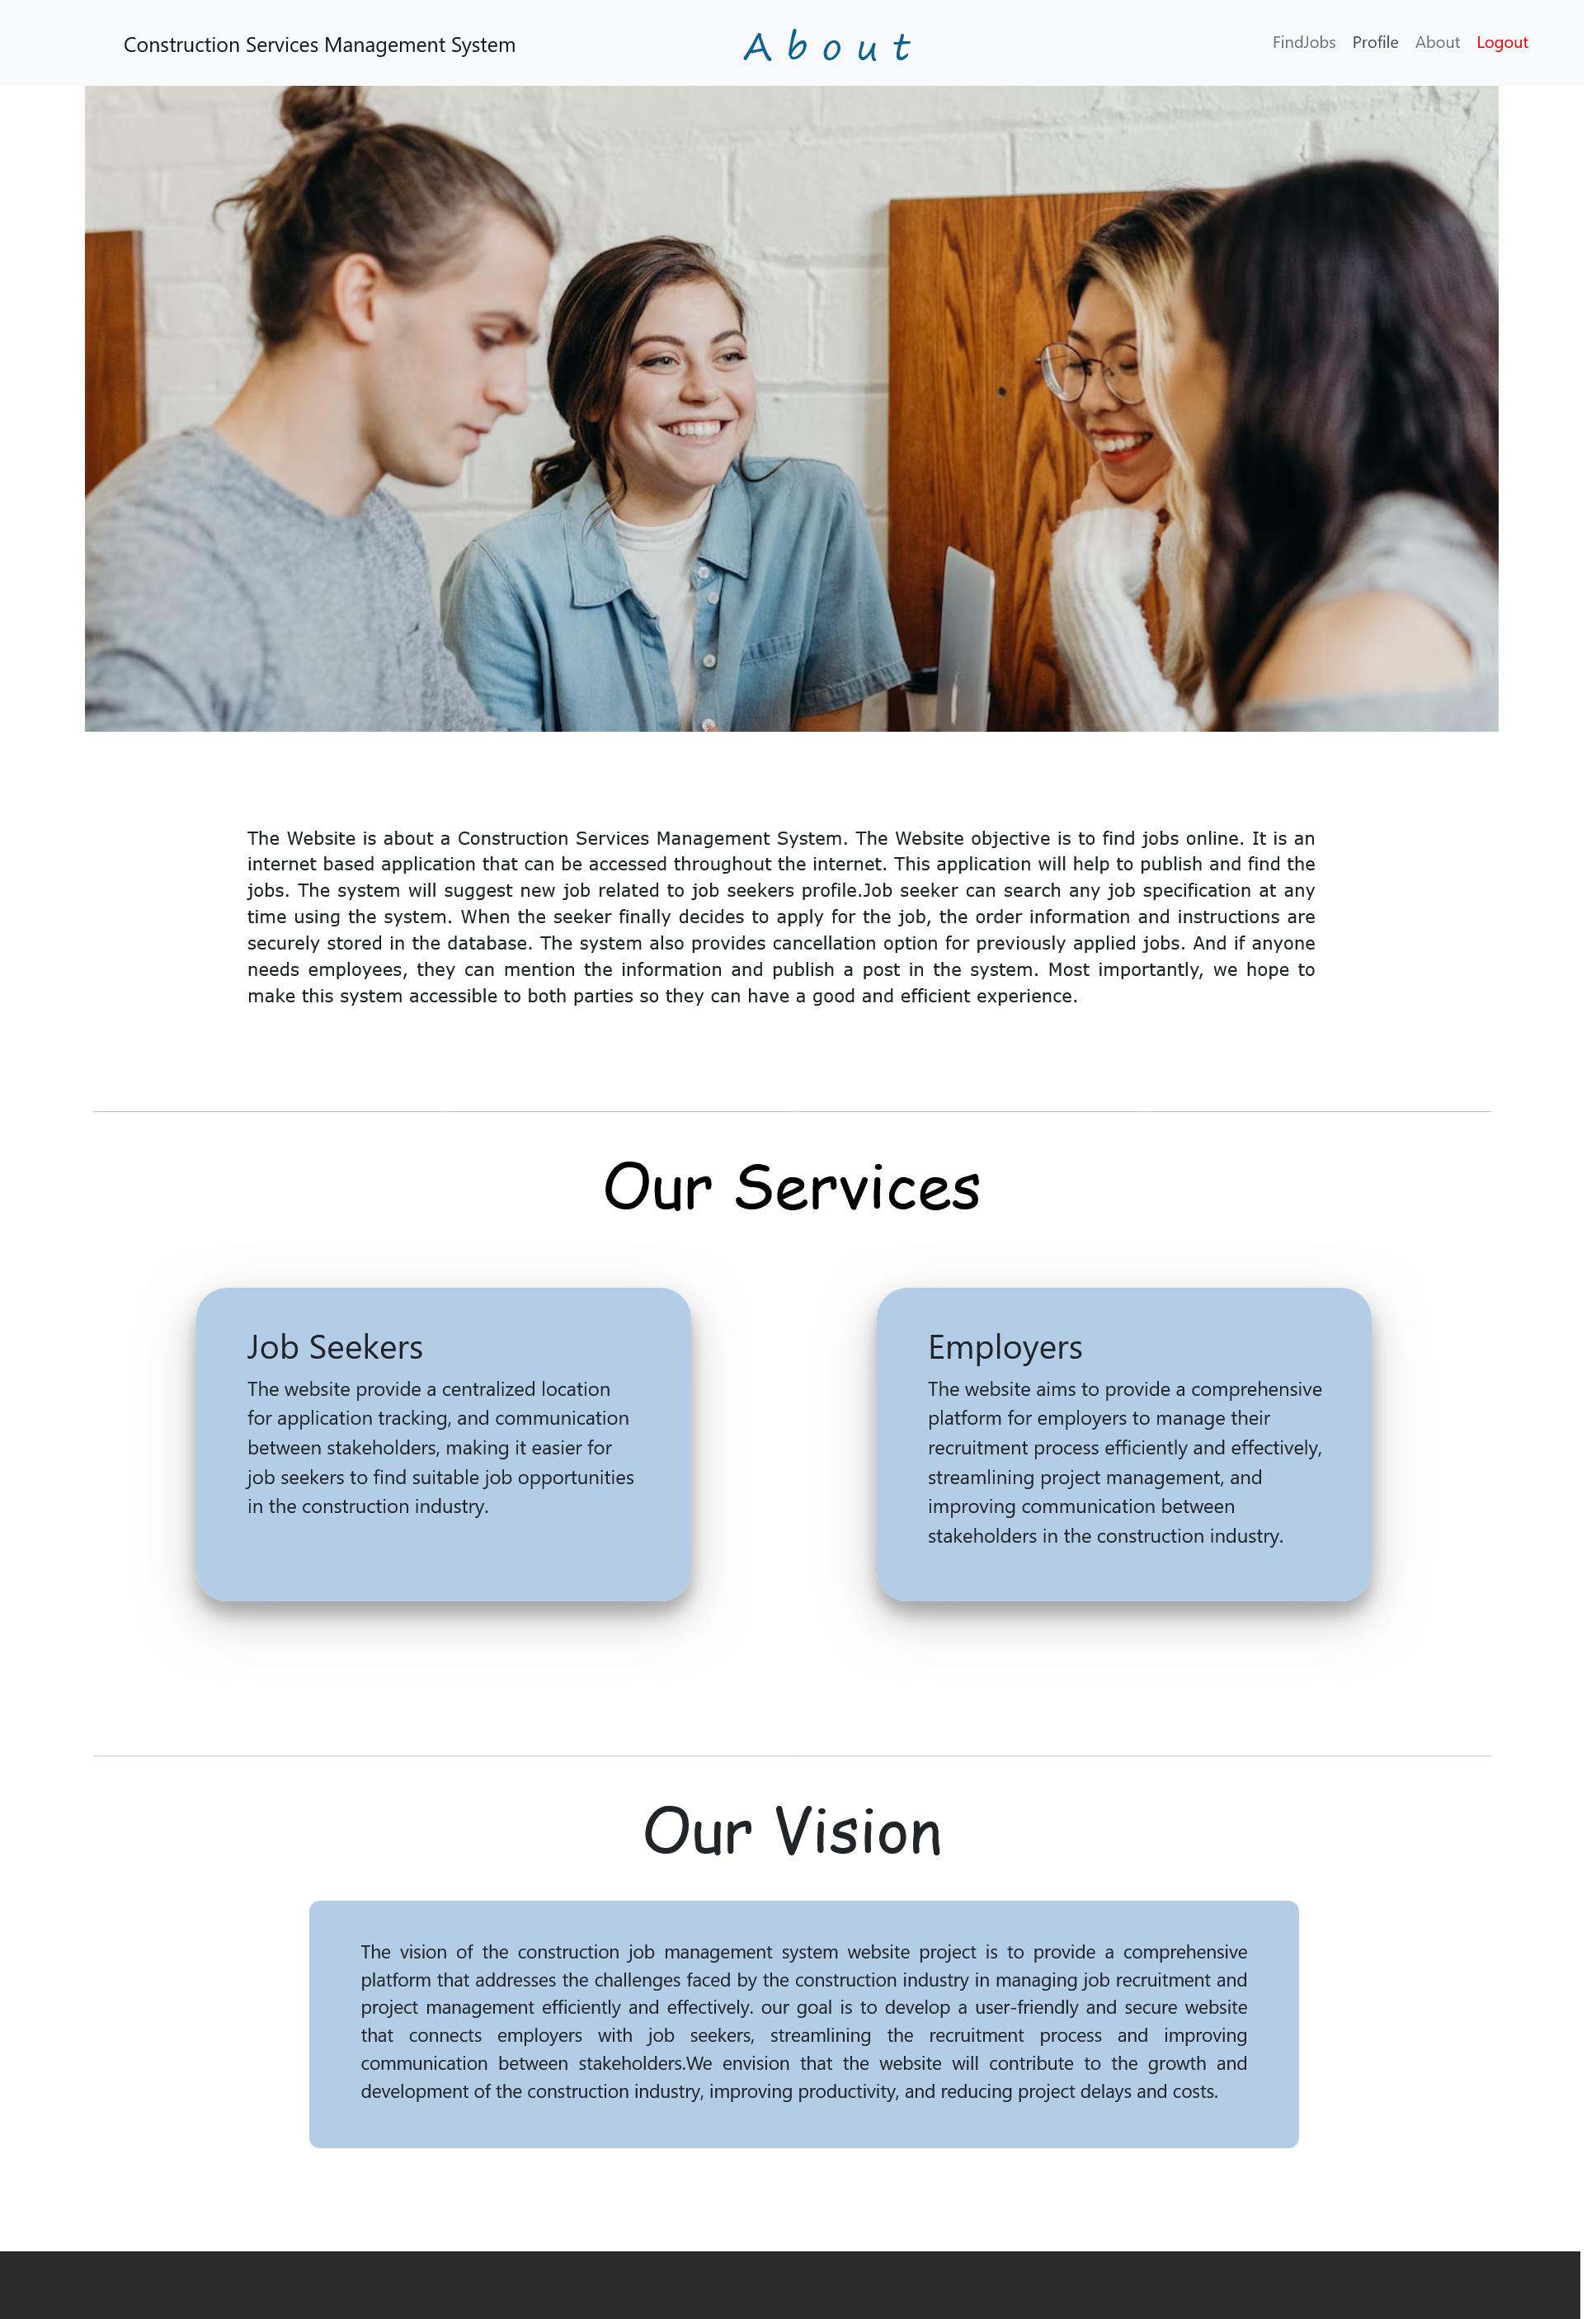 Construction Services Management System
About
FindJobs Profile About Logout
The Website is about a Construction Services Management System. The Website objective is to find jobs online. It is an
internet based application that can be accessed throughout the internet. This application will help to publish and find the
jobs. The system will suggest new job related to job seekers profile.Job seeker can search any job specification at any
time using the system. When the seeker finally decides to apply for the job, the order information and instructions are
securely stored in the database. The system also provides cancellation option for previously applied jobs. And if anyone
needs employees, they can mention the information and publish a post in the system. Most importantly, we hope to
make this system accessible to both parties so they can have a good and efficient experience.
Our Services
Job Seekers
The website provide a centralized location
for application tracking, and communication
between stakeholders, making it easier for
job seekers to find suitable job opportunities
in the construction industry.
Employers
The website aims to provide a comprehensive
platform for employers to manage their
recruitment process efficiently and effectively,
streamlining project management, and
improving communication between
stakeholders in the construction industry.
Our Vision
The vision of the construction job management system website project is to provide a comprehensive
platform that addresses the challenges faced by the construction industry in managing job recruitment and
project management efficiently and effectively. our goal is to develop a user-friendly and secure website
that connects employers with job seekers, streamlining the recruitment process and improving
communication between stakeholders.We envision that the website will contribute to the growth and
development of the construction industry, improving productivity, and reducing project delays and costs.